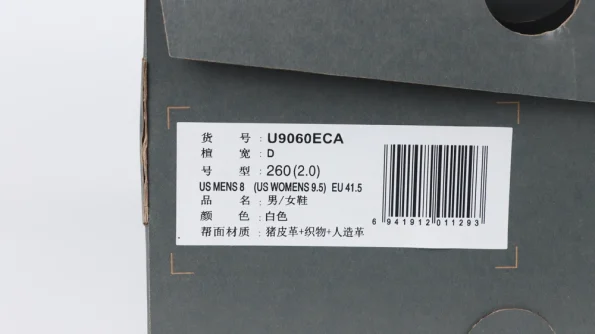 货 号 : U9060ECA
楦 宽 : D
号 型 : 260(2.0)
US MENS 8 (US WOMENS 9.5) EU 41.5
品 名 : 男/女鞋
颜 色 : 白色
帮面材质 : 猪皮革+织物+人造革
6 941912 011293